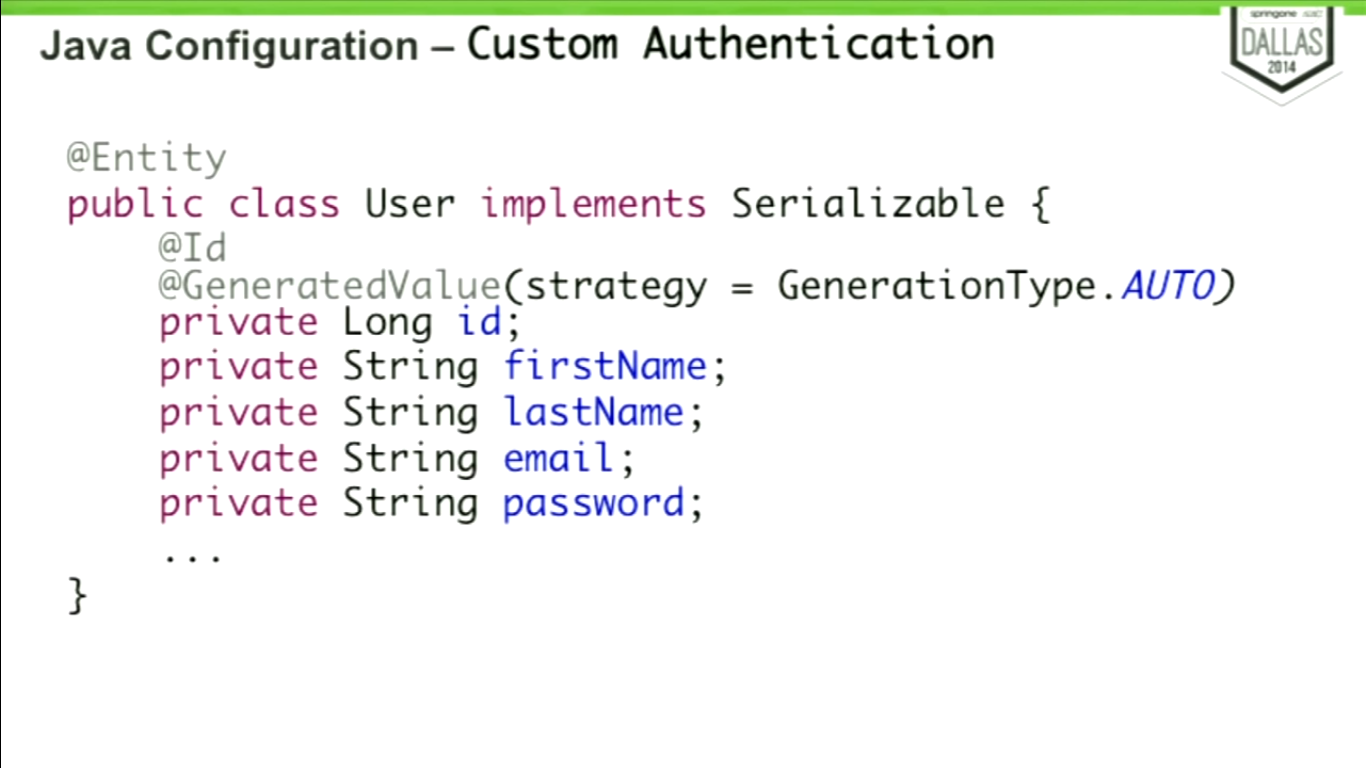 Java Configuration – Custom Authentication
springone
DALLAS
2014
@Entity
public class User implements Serializable {
@Id
@GeneratedValue(strategy = GenerationType.AUTO)
private Long id;
private String firstName;
private String lastName;
private String email;
private String password;
...
}